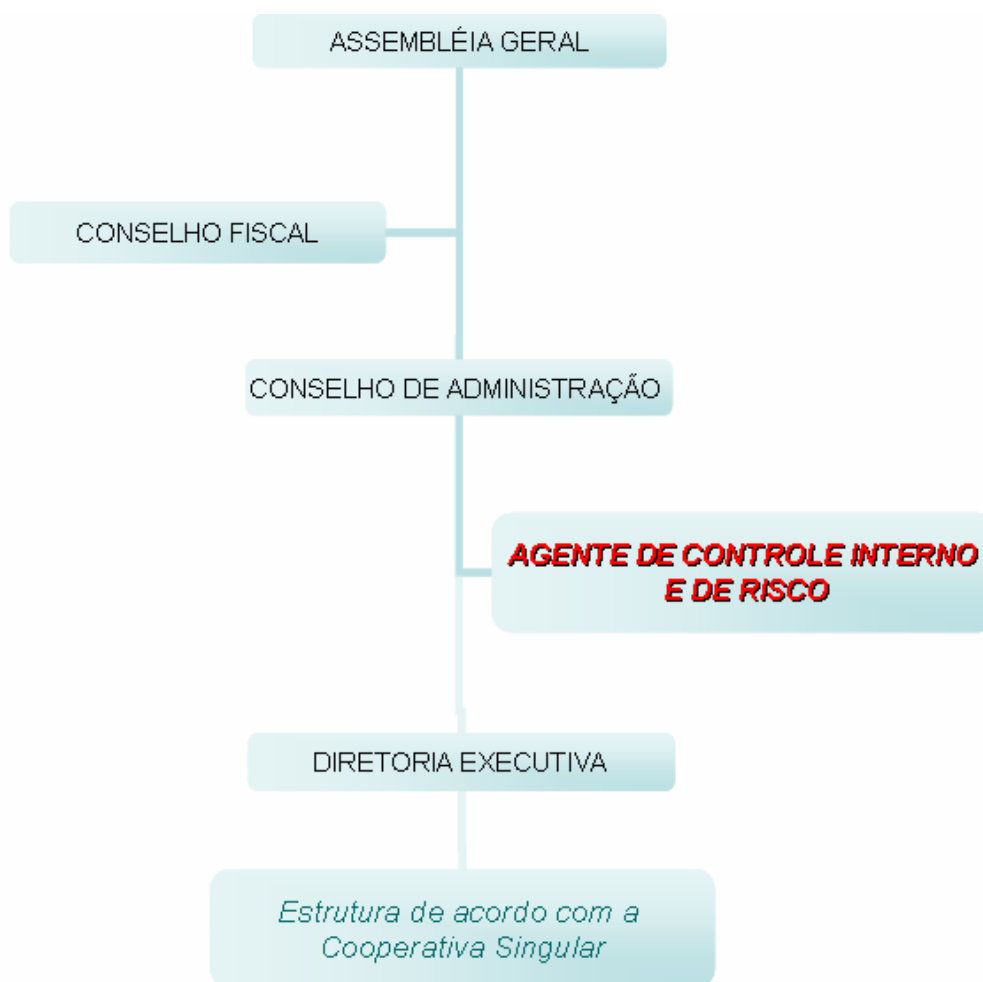 ASSEMBLÉIA GERAL
CONSELHO FISCAL
CONSELHO DE ADMINISTRAÇÃO
AGENTE DE CONTROLE INTERNO
E DE RISCO
DIRETORIA EXECUTIVA
Estrutura de acordo com a
Cooperativa Singular